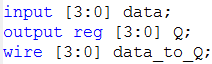 input [3:0] data;
output reg [3:0] Q;
wire [3:0] data_to_Q;